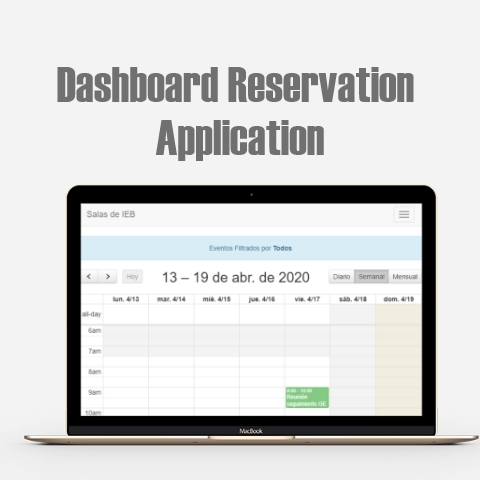 Dashboard Reservation
Application
Salas de IEB
Eventos Filtrados por Todos
Hoy
13 – 19 de abr. de 2020
Diario Semanal Mensual
lun. 4/13 mar. 4/14 mié. 4/15 jue. 4/16 vie. 4/17 sáb. 4/18 dom. 4/19
all-day
6am
7am
8am
9am
9:00 - 10:00
Reunión
seguimiento GE
10am
MacBook